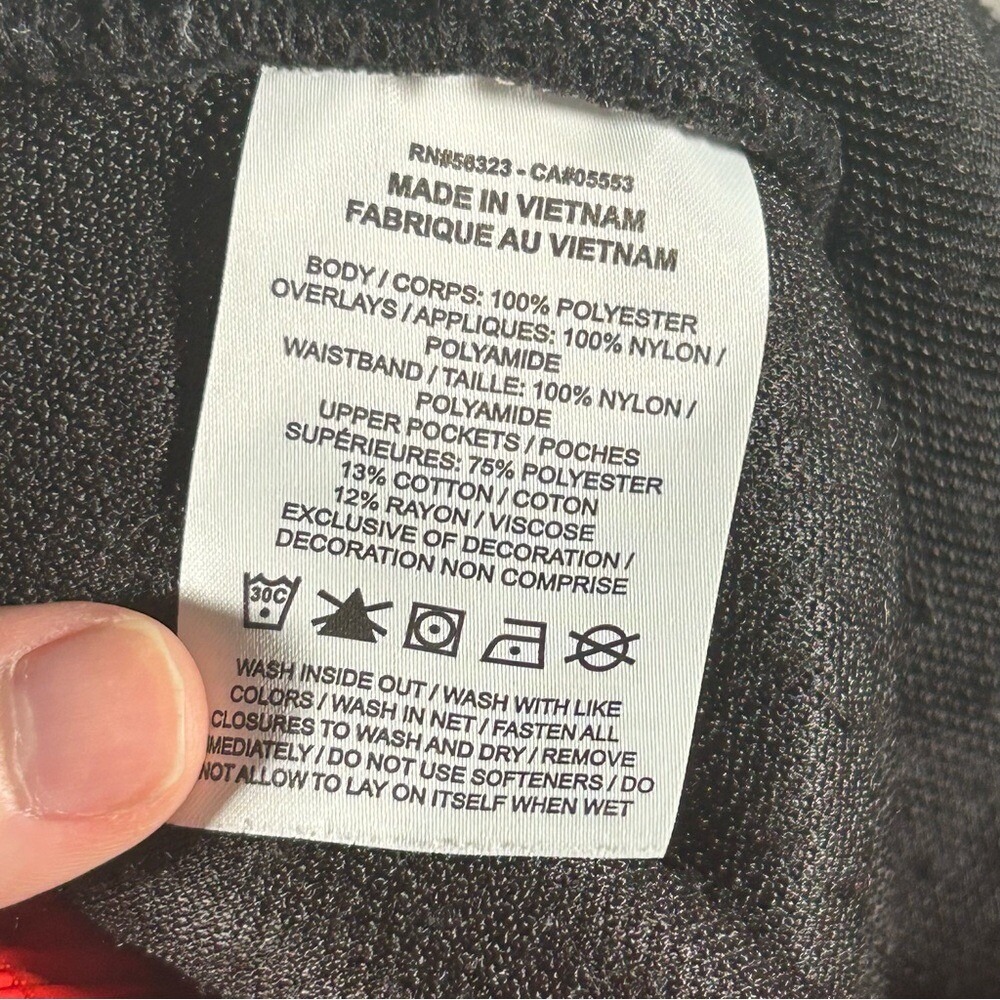 RN#56323 - CA#05553
MADE IN VIETNAM
FABRIQUE AU VIETNAM
BODY / CORPS: 100% POLYESTER
OVERLAYS / APPLIQUES: 100% NYLON /
POLYAMIDE
WAISTBAND / TAILLE: 100% NYLON /
POLYAMIDE
UPPER POCKETS / POCHES
SUPÉRIEURES: 75% POLYESTER
13% COTTON / COTON
12% RAYON / VISCOSE
EXCLUSIVE OF DECORATION /
DECORATION NON COMPRISE
30C
WASH INSIDE OUT / WASH WITH LIKE
COLORS / WASH IN NET / FASTEN ALL
CLOSURES TO WASH AND DRY / REMOVE
MEDIATELY / DO NOT USE SOFTENERS / DO
NOT ALLOW TO LAY ON ITSELF WHEN WET